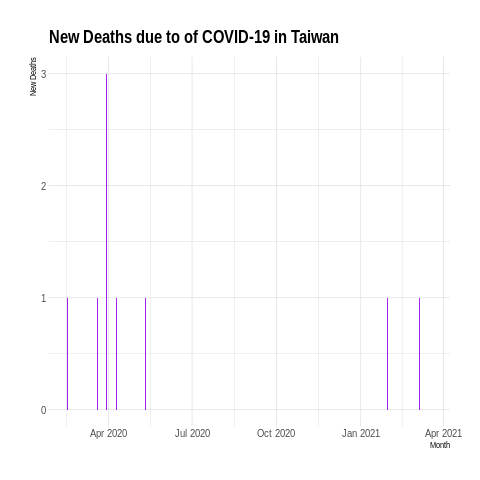 New Deaths due to of COVID-19 in Taiwan
New Deaths
3
2
1
0
Apr 2020 Jul 2020 Oct 2020 Jan 2021 Apr 2021
Month